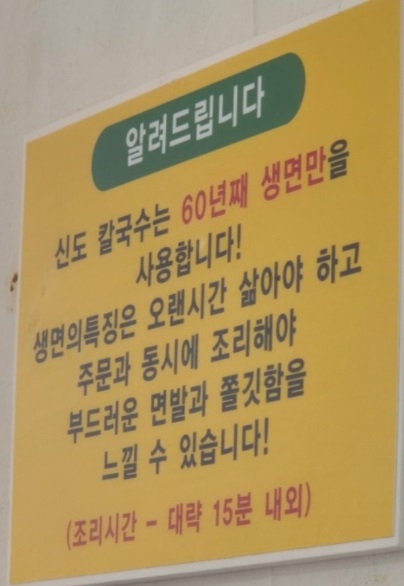 알려드립니다
신도 칼국수는 60년째 생면만을
사용합니다!
생면의특징은 오랜시간 삶아야 하고
주문과 동시에 조리해야
부드러운 면발과 쫄깃함을
느낄 수 있습니다!
(조리시간 - 대략 15분 내외)